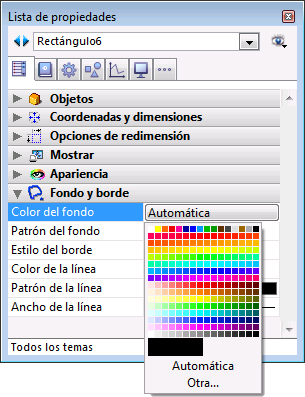 Lista de propiedades
Rectángulo6
Objetos
Coordenadas y dimensiones
Opciones de redimensión
Mostrar
Apariencia
Fondo y borde
Color del fondo
Automática
Patrón del fondo
Estilo del borde
Color de la línea
Patrón de la línea
Ancho de la línea
Automática
Otra...
Todos los temas